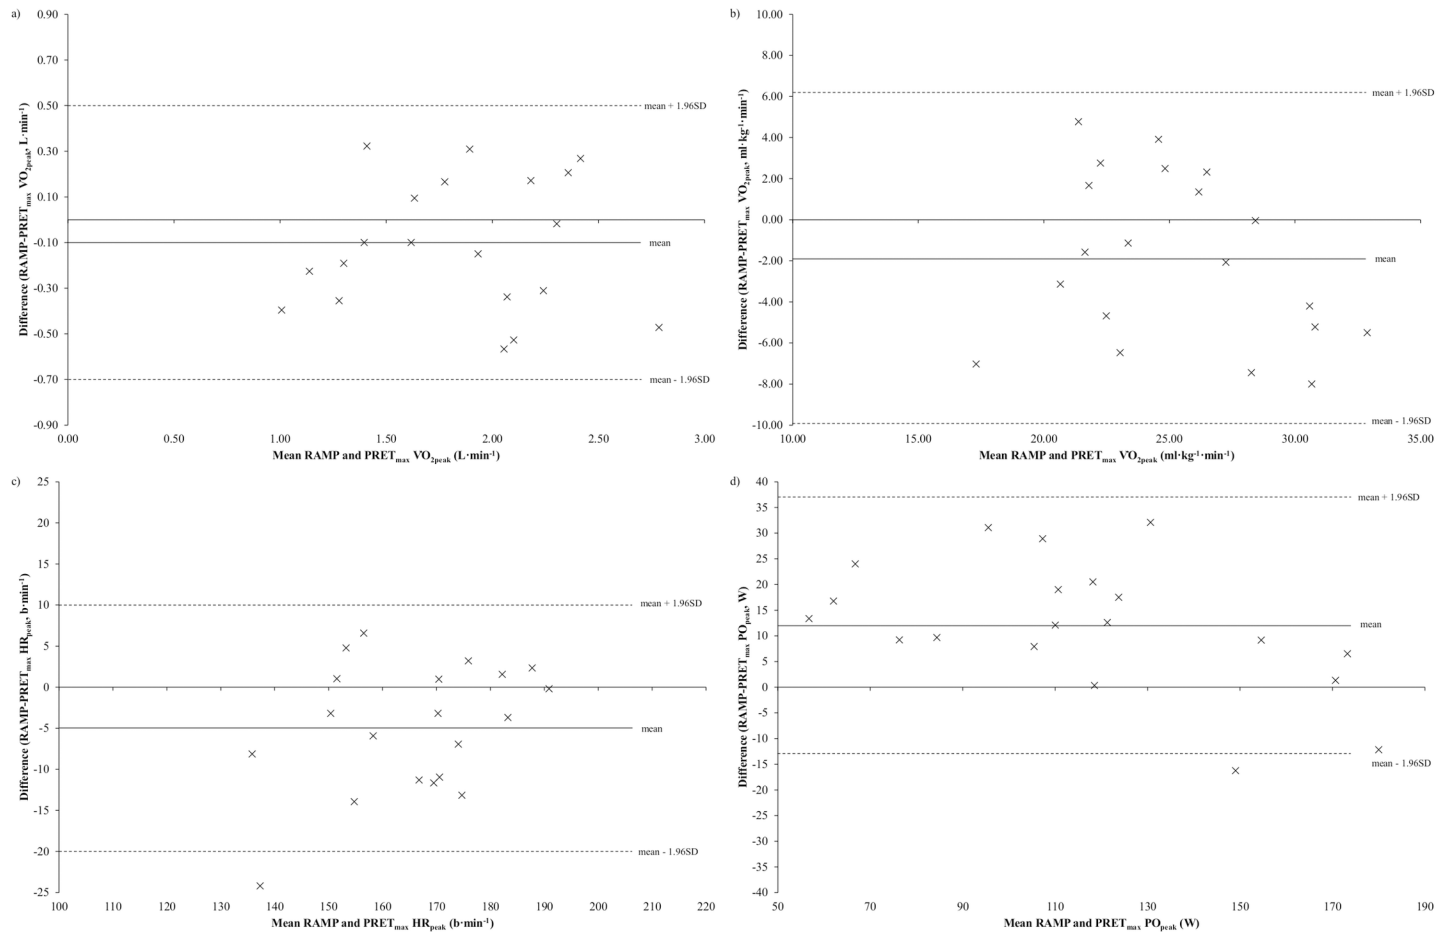 a)
0.90
0.70
0.50
0.30
0.10
-0.10
-0.30
-0.50
-0.70
-0.90
Difference (RAMP-PRETmax V̇O2peak, L·min-1)
mean + 1.96SD
mean
mean - 1.96SD
0.00 0.50 1.00 1.50 2.00 2.50 3.00
Mean RAMP and PRETmax V̇O2peak (L·min-1)
b)
10.00
8.00
6.00
4.00
2.00
0.00
-2.00
-4.00
-6.00
-8.00
-10.00
Difference (RAMP-PRETmax V̇O2peak, ml·kg-1·min-1)
mean + 1.96SD
mean
mean - 1.96SD
10.00 15.00 20.00 25.00 30.00 35.00
Mean RAMP and PRETmax V̇O2peak (ml·kg-1·min-1)
c)
25
20
15
10
5
0
-5
-10
-15
-20
-25
Difference (RAMP-PRETmax HRpeak, b·min-1)
mean + 1.96SD
mean
mean - 1.96SD
100 110 120 130 140 150 160 170 180 190 200 210 220
Mean RAMP and PRETmax HRpeak (b·min-1)
d)
40
35
30
25
20
15
10
5
0
-5
-10
-15
-20
-25
-30
-35
-40
Difference (RAMP-PRETmax POpeak, W)
mean + 1.96SD
mean
mean - 1.96SD
50 70 90 110 130 150 170 190
Mean RAMP and PRETmax POpeak (W)